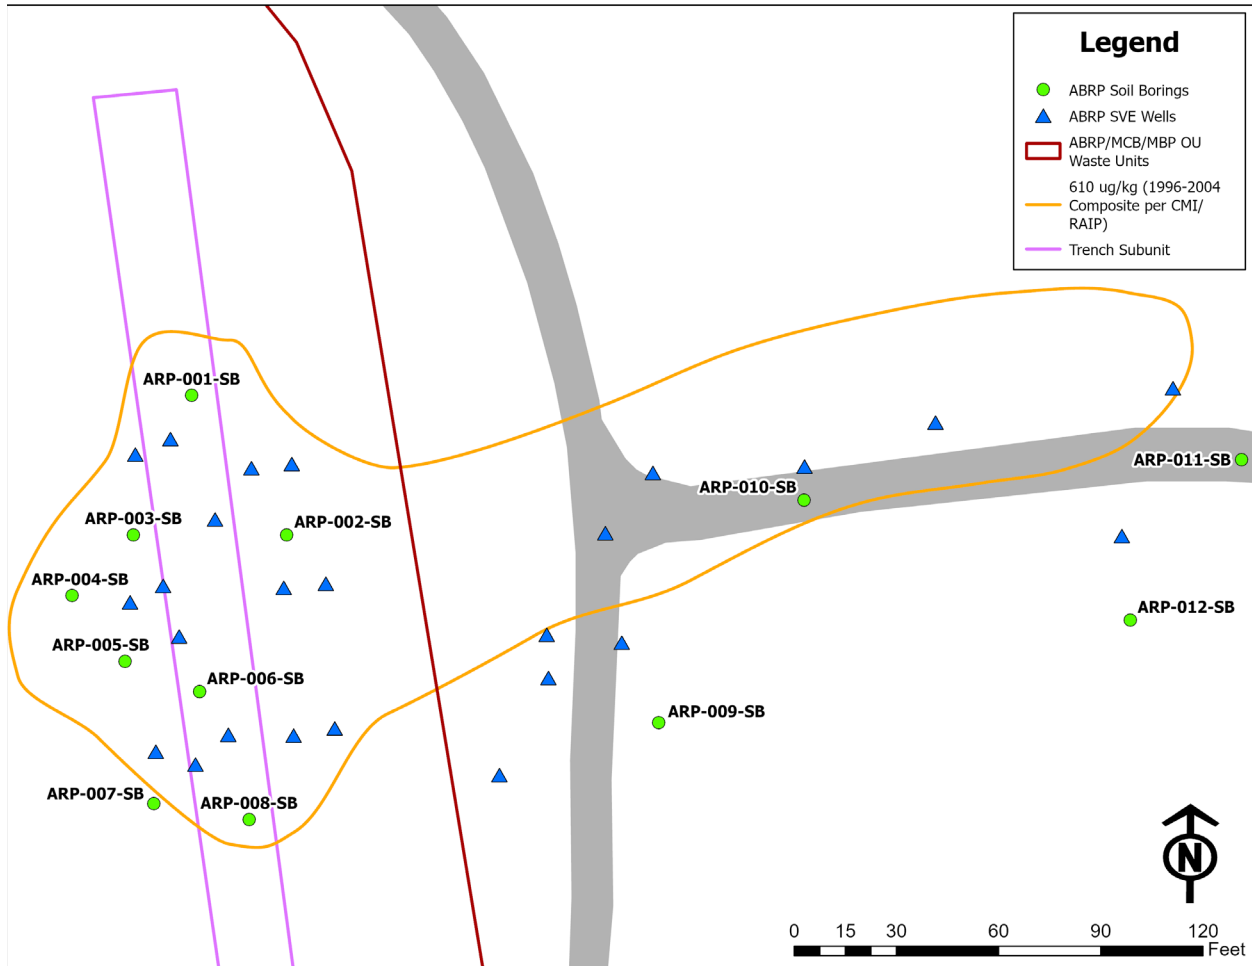 Legend
ABRP Soil Borings
ABRP SVE Wells
ABRP/MCB/MBP OU
Waste Units
610 ug/kg (1996-2004
Composite per CMI/
RAIP)
Trench Subunit
ARP-001-SB
ARP-003-SB
ARP-002-SB
ARP-004-SB
ARP-005-SB
ARP-006-SB
ARP-007-SB
ARP-008-SB
ARP-009-SB
ARP-010-SB
ARP-011-SB
ARP-012-SB
N
0 15 30 60 90 120
Feet